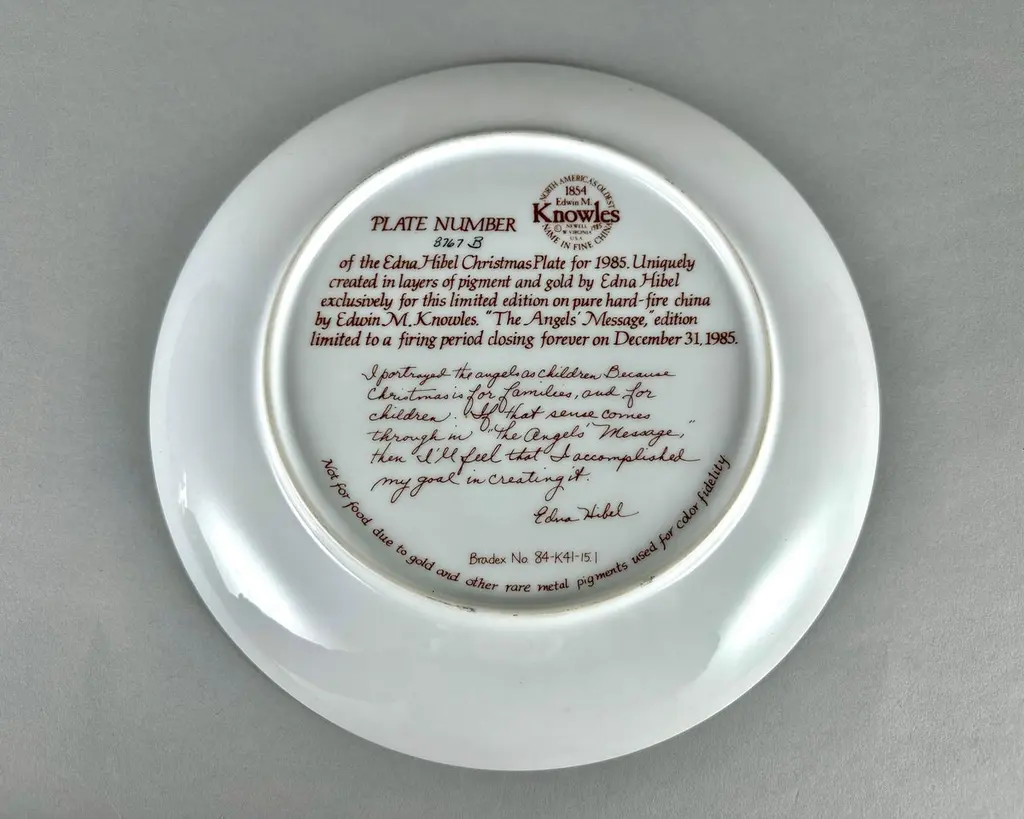 NORTH AMERICA'S OLDEST
1854
Edwin M.
Knowles
© NEWELL 1985
W. VIRGINIA
U.S.A.
NAME IN FINE CHINA
PLATE NUMBER
8767 B
of the Edna Hibel Christmas Plate for 1985. Uniquely
created in layers of pigment and gold by Edna Hibel
exclusively for this limited edition on pure hard-fire china
by Edwin M. Knowles. "The Angels' Message," edition
limited to a firing period closing forever on December 31, 1985.
I portrayed the angels as children Because
Christmas is for families, and for
children. If that sense comes
through in "The Angels' Message,"
then I'll feel that I accomplished
my goal in creating it.
Edna Hibel
Bradex No. 84-K41-15.1
Not for food due to gold and other rare metal pigments used for color fidelity